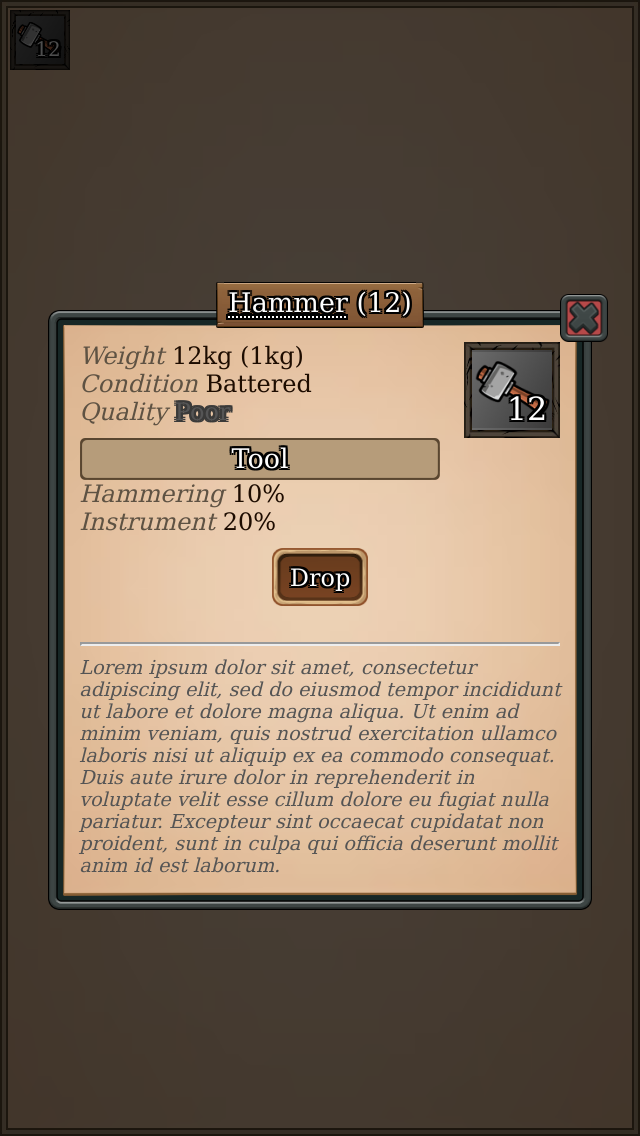 12
Hammer (12)
Weight 12kg (1kg)
Condition Battered
Quality Poor
12
Tool
Hammering 10%
Instrument 20%
Drop
Lorem ipsum dolor sit amet, consectetur
adipiscing elit, sed do eiusmod tempor incididunt
ut labore et dolore magna aliqua. Ut enim ad
minim veniam, quis nostrud exercitation ullamco
laboris nisi ut aliquip ex ea commodo consequat.
Duis aute irure dolor in reprehenderit in
voluptate velit esse cillum dolore eu fugiat nulla
pariatur. Excepteur sint occaecat cupidatat non
proident, sunt in culpa qui officia deserunt mollit
anim id est laborum.